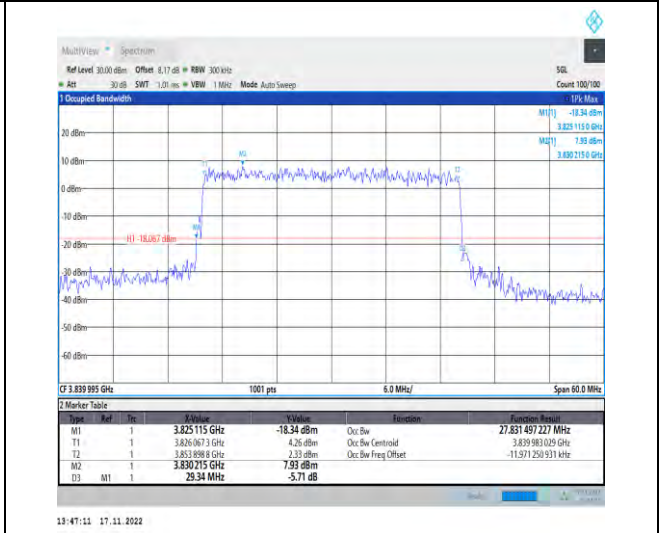 MultiView Spectrum
Ref Level 30.00 dBm Offset 8.17 dB RBW 300 kHz SGL
Att 30 dB SWT 1.01 ms VBW 1 MHz Mode Auto Sweep Count 100/100
1 Occupied Bandwidth 1Pk Max
M1[1] -18.34 dBm
3.825 115 0 GHz
M2[1] 7.93 dBm
3.830 215 0 GHz
20 dBm
10 dBm
0 dBm
-10 dBm
-20 dBm
-30 dBm
-40 dBm
-50 dBm
-60 dBm
M2
T1
T2
M1
H1 -18.067 dBm
CF 3.839 995 GHz 1001 pts 6.0 MHz/ Span 60.0 MHz
2 Marker Table
Type Ref Trc X-Value Y-Value Function Function Result
M1 1 3.825 115 GHz -18.34 dBm Occ Bw 27.831 497 227 MHz
T1 1 3.826 067 3 GHz 4.26 dBm Occ Bw Centroid 3.839 983 029 GHz
T2 1 3.853 898 8 GHz 2.33 dBm Occ Bw Freq Offset -11.971 250 931 kHz
M2 1 3.830 215 GHz 7.93 dBm
D3 M1 1 29.34 MHz -5.71 dB
13:47:11 17.11.2022